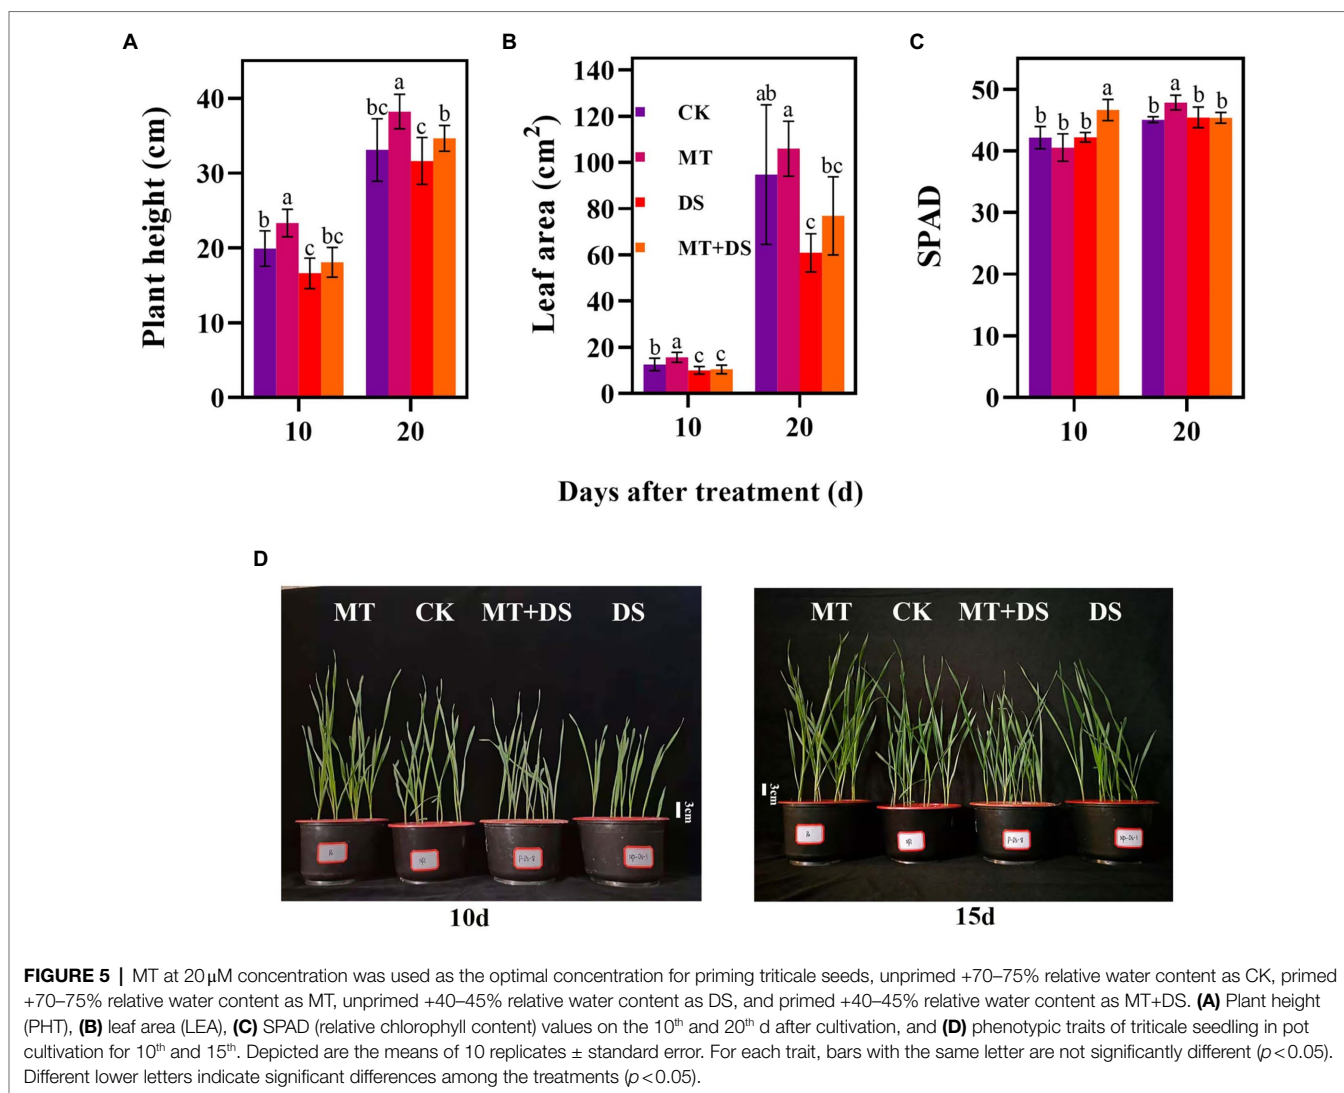 A
B
C
Plant height (cm)
40
30
20
10
0
b
a
c
bc
bc
a
c
b
10
20
Leaf area (cm2)
140
120
100
80
60
40
20
0
CK
MT
DS
MT+DS
b
a
c
c
ab
a
c
bc
10
20
SPAD
50
40
30
20
10
0
b
b
b
a
b
a
b
b
10
20
Days after treatment (d)
D
MT CK MT+DS DS
3cm
10d
MT CK MT+DS DS
3cm
15d
FIGURE 5 | MT at 20 μM concentration was used as the optimal concentration for priming triticale seeds, unprimed +70–75% relative water content as CK, primed
+70–75% relative water content as MT, unprimed +40–45% relative water content as DS, and primed +40–45% relative water content as MT+DS. (A) Plant height
(PHT), (B) leaf area (LEA), (C) SPAD (relative chlorophyll content) values on the 10th and 20th d after cultivation, and (D) phenotypic traits of triticale seedling in pot
cultivation for 10th and 15th. Depicted are the means of 10 replicates ± standard error. For each trait, bars with the same letter are not significantly different (p < 0.05).
Different lower letters indicate significant differences among the treatments (p < 0.05).